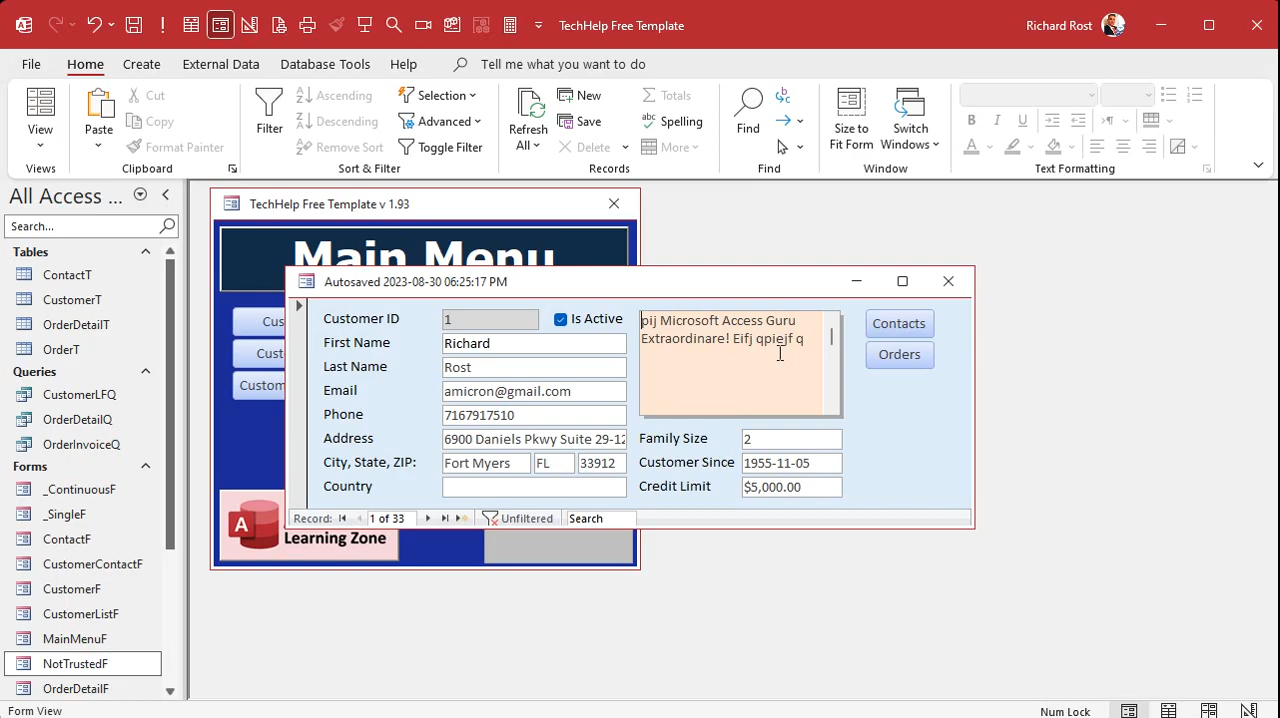 TechHelp Free Template
Richard Rost
File
Home
Create
External Data
Database Tools
Help
Tell me what you want to do
View
Views
Paste
Cut
Copy
Format Painter
Clipboard
Filter
Ascending
Descending
Remove Sort
Selection
Advanced
Toggle Filter
Sort & Filter
Refresh
All
New
Save
Delete
Totals
Spelling
More
Records
Find
Find
Size to
Fit Form
Switch
Windows
Window
B I U
A
Text Formatting
All Access ...
Search...
Tables
ContactT
CustomerT
OrderDetailT
OrderT
Queries
CustomerLFQ
OrderDetailQ
OrderInvoiceQ
Forms
_ContinuousF
_SingleF
ContactF
CustomerContactF
CustomerF
CustomerListF
MainMenuF
NotTrustedF
OrderDetailF
TechHelp Free Template v 1.93
Main Menu
Cus
Cust
Custom
A
Learning Zone
Autosaved 2023-08-30 06:25:17 PM
Customer ID 1 Is Active
First Name Richard
Last Name Rost
Email amicron@gmail.com
Phone 7167917510
Address 6900 Daniels Pkwy Suite 29-12
City, State, ZIP: Fort Myers FL 33912
Country
pij Microsoft Access Guru
Extraordinare! Eifj qpiejf q
Family Size 2
Customer Since 1955-11-05
Credit Limit $5,000.00
Contacts
Orders
Record: 1 of 33 Unfiltered Search
Form View
Num Lock